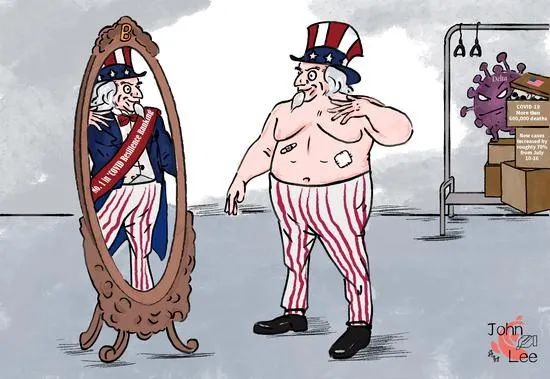 B
No. 1 in 'COVID Resilience Ranking'
Delta
COVID-19
More than
600,000 deaths
New cases
increased by
roughly 70%
from July
10-16
John
Lee